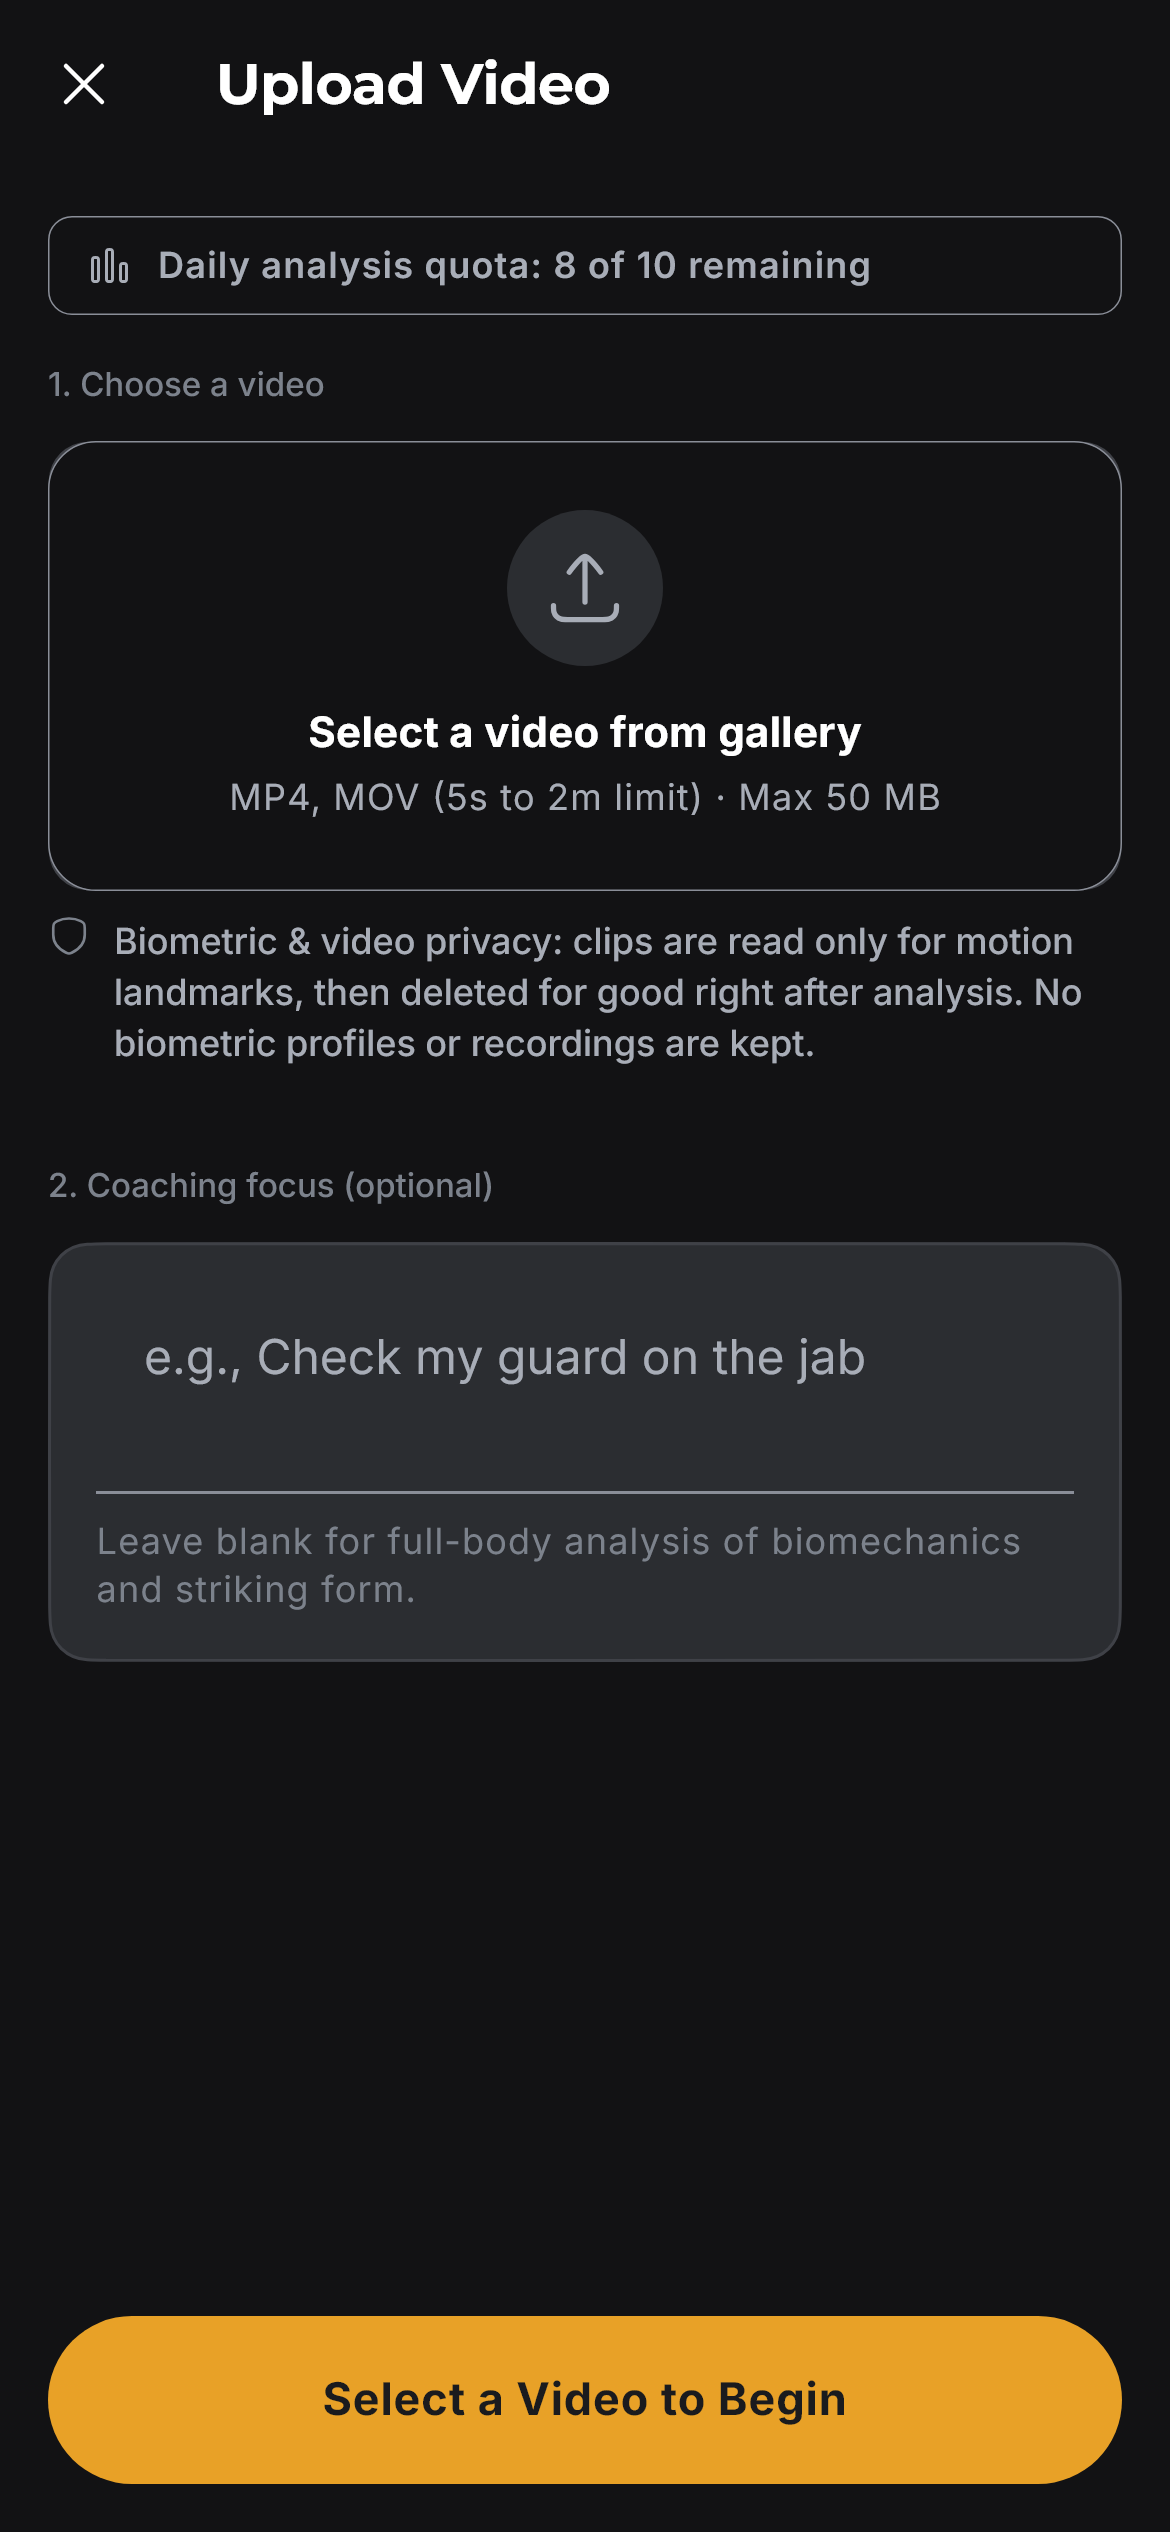 Upload Video
Daily analysis quota: 8 of 10 remaining
1. Choose a video
Select a video from gallery
MP4, MOV (5s to 2m limit) · Max 50 MB
Biometric & video privacy: clips are read only for motion
landmarks, then deleted for good right after analysis. No
biometric profiles or recordings are kept.
2. Coaching focus (optional)
e.g., Check my guard on the jab
Leave blank for full-body analysis of biomechanics
and striking form.
Select a Video to Begin